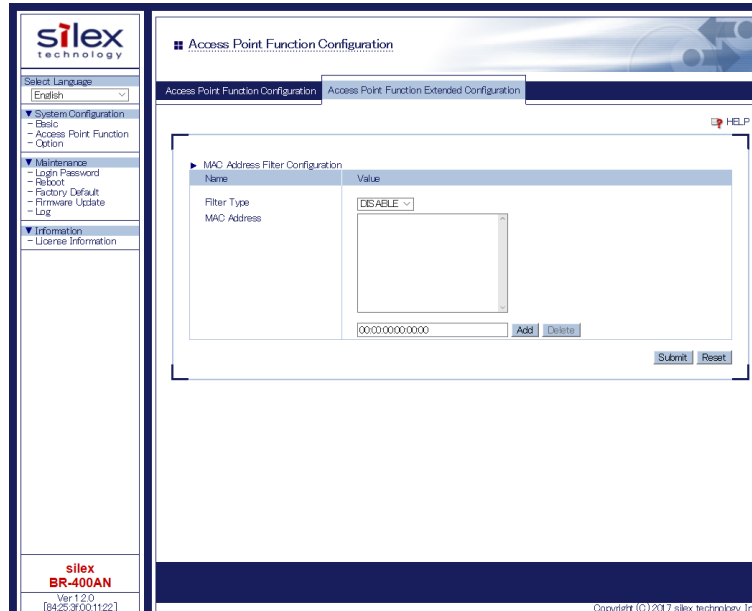 silex
technology
Select Language
English
▼ System Configuration
- Basic
- Access Point Function
- Option
▼ Maintenance
- Login Password
- Reboot
- Factory Default
- Firmware Update
- Log
▼ Information
- License Information
silex
BR-400AN
Ver 1.2.0
[84:25:3f:00:11:22]
Access Point Function Configuration
Access Point Function Configuration
Access Point Function Extended Configuration
HELP
► MAC Address Filter Configuration
Name Value
Filter Type DISABLE
MAC Address
00:00:00:00:00:00 Add Delete
Submit Reset
Copyright (C) 2017 silex technology, In